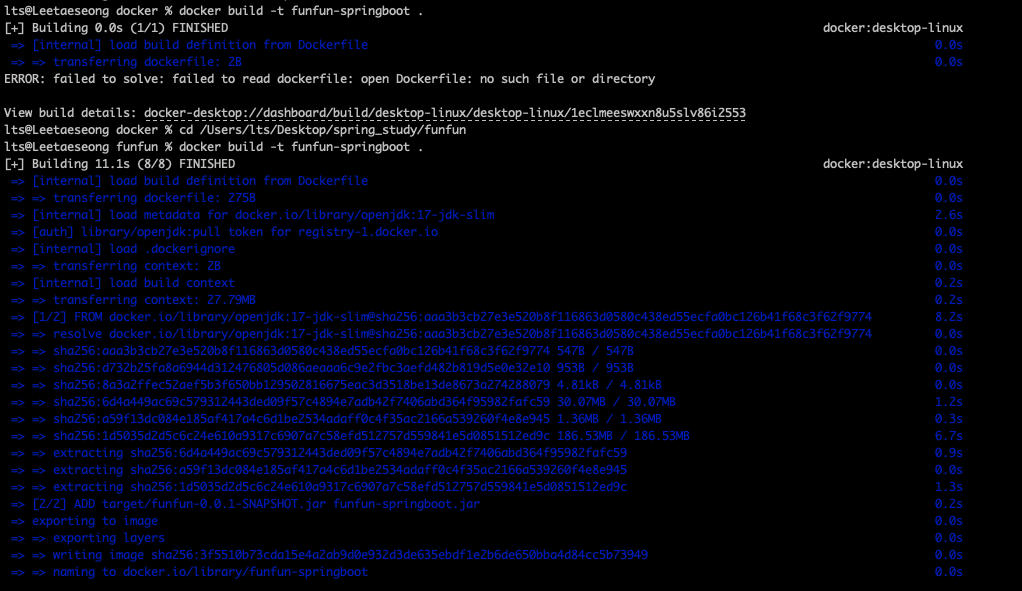 lts@Leetaeseong docker % docker build -t funfun-springboot .
[+] Building 0.0s (1/1) FINISHED docker:desktop-linux
=> [internal] load build definition from Dockerfile 0.0s
=> => transferring dockerfile: 2B 0.0s
ERROR: failed to solve: failed to read dockerfile: open Dockerfile: no such file or directory
View build details: docker-desktop://dashboard/build/desktop-linux/desktop-linux/1eclmeeswxxn8u5slv86i2553
lts@Leetaeseong docker % cd /Users/lts/Desktop/spring_study/funfun
lts@Leetaeseong funfun % docker build -t funfun-springboot .
[+] Building 11.1s (8/8) FINISHED docker:desktop-linux
=> [internal] load build definition from Dockerfile 0.0s
=> => transferring dockerfile: 275B 0.0s
=> [internal] load metadata for docker.io/library/openjdk:17-jdk-slim 2.6s
=> [auth] library/openjdk:pull token for registry-1.docker.io 0.0s
=> [internal] load .dockerignore 0.0s
=> => transferring context: 2B 0.0s
=> [internal] load build context 0.2s
=> => transferring context: 27.79MB 0.2s
=> [1/2] FROM docker.io/library/openjdk:17-jdk-slim@sha256:aaa3b3cb27e3e520b8f116863d0580c438ed55ecfa0bc126b41f68c3f62f9774 8.2s
=> => resolve docker.io/library/openjdk:17-jdk-slim@sha256:aaa3b3cb27e3e520b8f116863d0580c438ed55ecfa0bc126b41f68c3f62f9774 0.0s
=> => sha256:aaa3b3cb27e3e520b8f116863d0580c438ed55ecfa0bc126b41f68c3f62f9774 547B / 547B 0.0s
=> => sha256:d732b25fa8a6944d312476805d086aeaaa6c9e2fbc3aefd482b819d5e0e32e10 953B / 953B 0.0s
=> => sha256:8a3a2ffec52aef5b3f650bb129502816675eac3d3518be13de8673a274288079 4.81kB / 4.81kB 0.0s
=> => sha256:6d4a449ac69c579312443ded09f57c4894e7adb42f7406abd364f95982fafc59 30.07MB / 30.07MB 1.2s
=> => sha256:a59f13dc084e185af417a4c6d1be2534adaff0c4f35ac2166a539260f4e8e945 1.36MB / 1.36MB 0.3s
=> => sha256:1d5035d2d5c6c24e610a9317c6907a7c58efd512757d559841e5d0851512ed9c 186.53MB / 186.53MB 6.7s
=> => extracting sha256:6d4a449ac69c579312443ded09f57c4894e7adb42f7406abd364f95982fafc59 0.9s
=> => extracting sha256:a59f13dc084e185af417a4c6d1be2534adaff0c4f35ac2166a539260f4e8e945 0.0s
=> => extracting sha256:1d5035d2d5c6c24e610a9317c6907a7c58efd512757d559841e5d0851512ed9c 1.3s
=> [2/2] ADD target/funfun-0.0.1-SNAPSHOT.jar funfun-springboot.jar 0.2s
=> exporting to image 0.0s
=> => exporting layers 0.0s
=> => writing image sha256:3f5510b73cda15e4a2ab9d0e932d3de635ebdf1e2b6de650bba4d84cc5b73949 0.0s
=> => naming to docker.io/library/funfun-springboot 0.0s